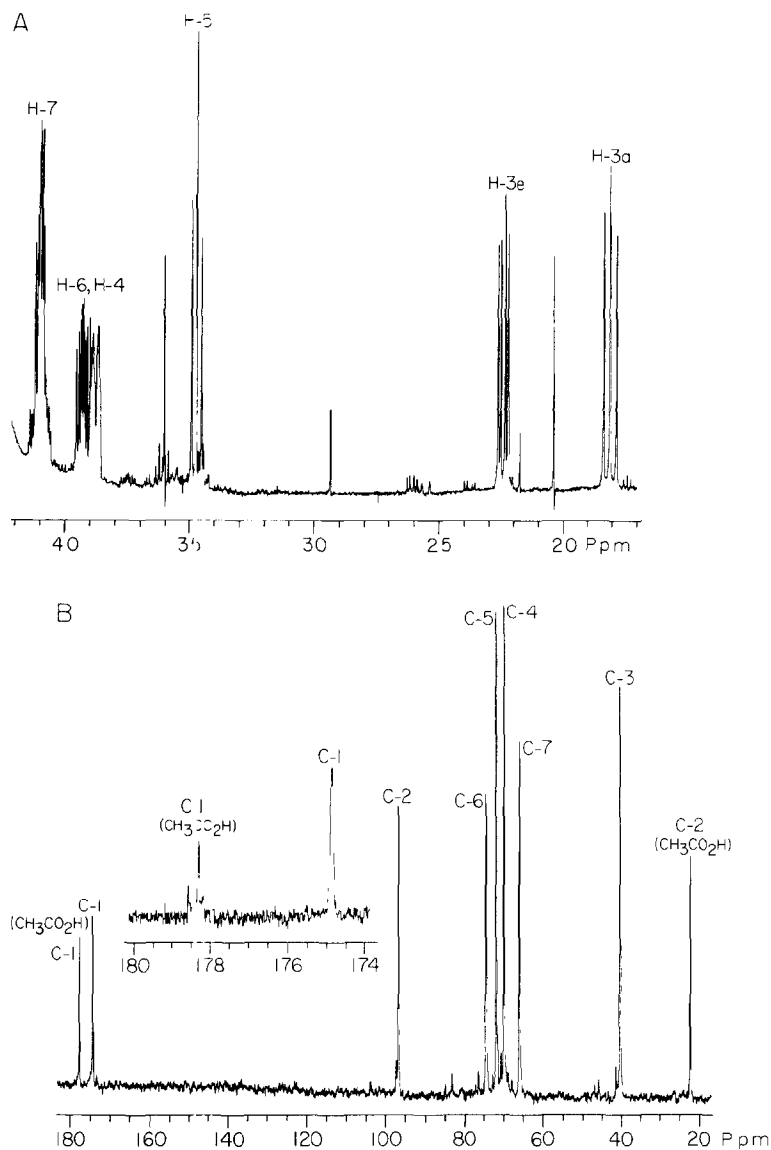 A
H-5
H-7
H-3a
H-3e
H-6, H-4
40 35 30 25 20 Ppm
B
C-5 C-4
C-3
C-7
C-1
C-2
C-6
C-1
(CH₃CO₂H)
C-2
(CH₃CO₂H)
C-1
(CH₃CO₂H)
C-1
180 178 176 174
180 160 140 120 100 80 60 40 20 Ppm